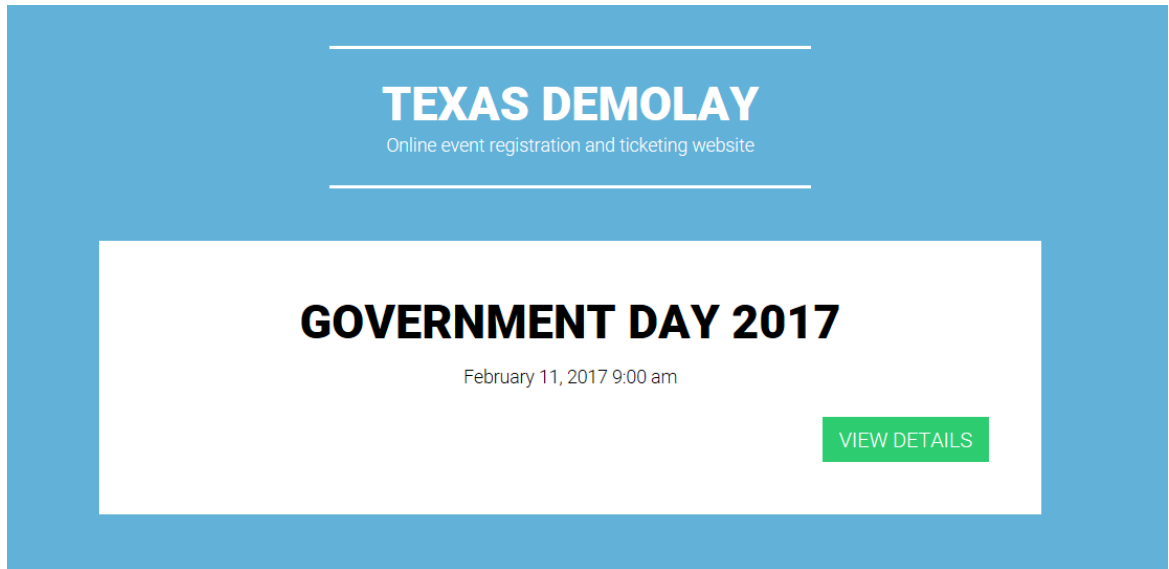 TEXAS DEMOLAY
Online event registration and ticketing website
GOVERNMENT DAY 2017
February 11, 2017 9:00 am
VIEW DETAILS